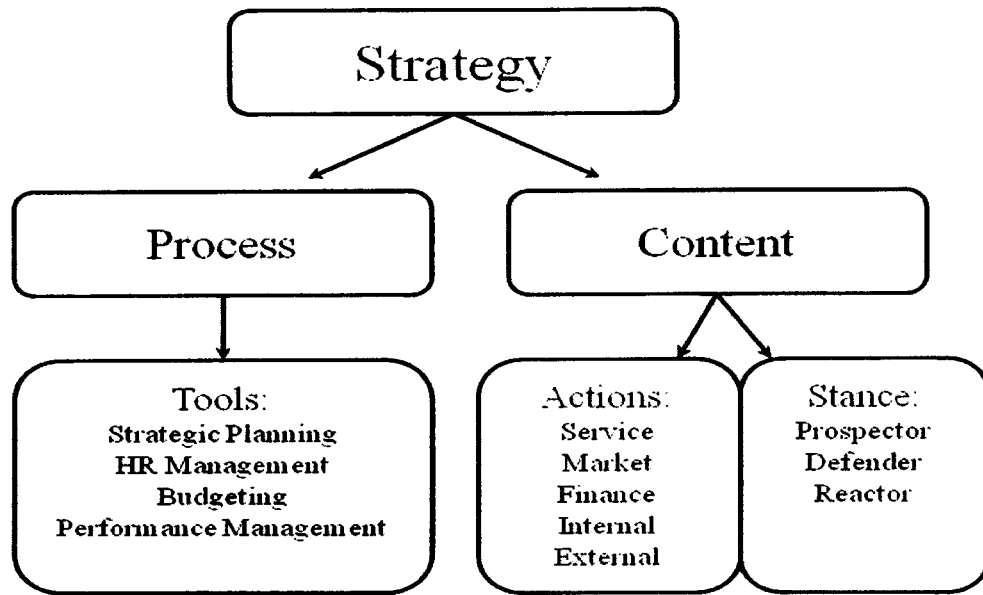 Strategy
Process
Content
Tools:
Strategic Planning
HR Management
Budgeting
Performance Management
Actions:
Service
Market
Finance
Internal
External
Stance:
Prospector
Defender
Reactor